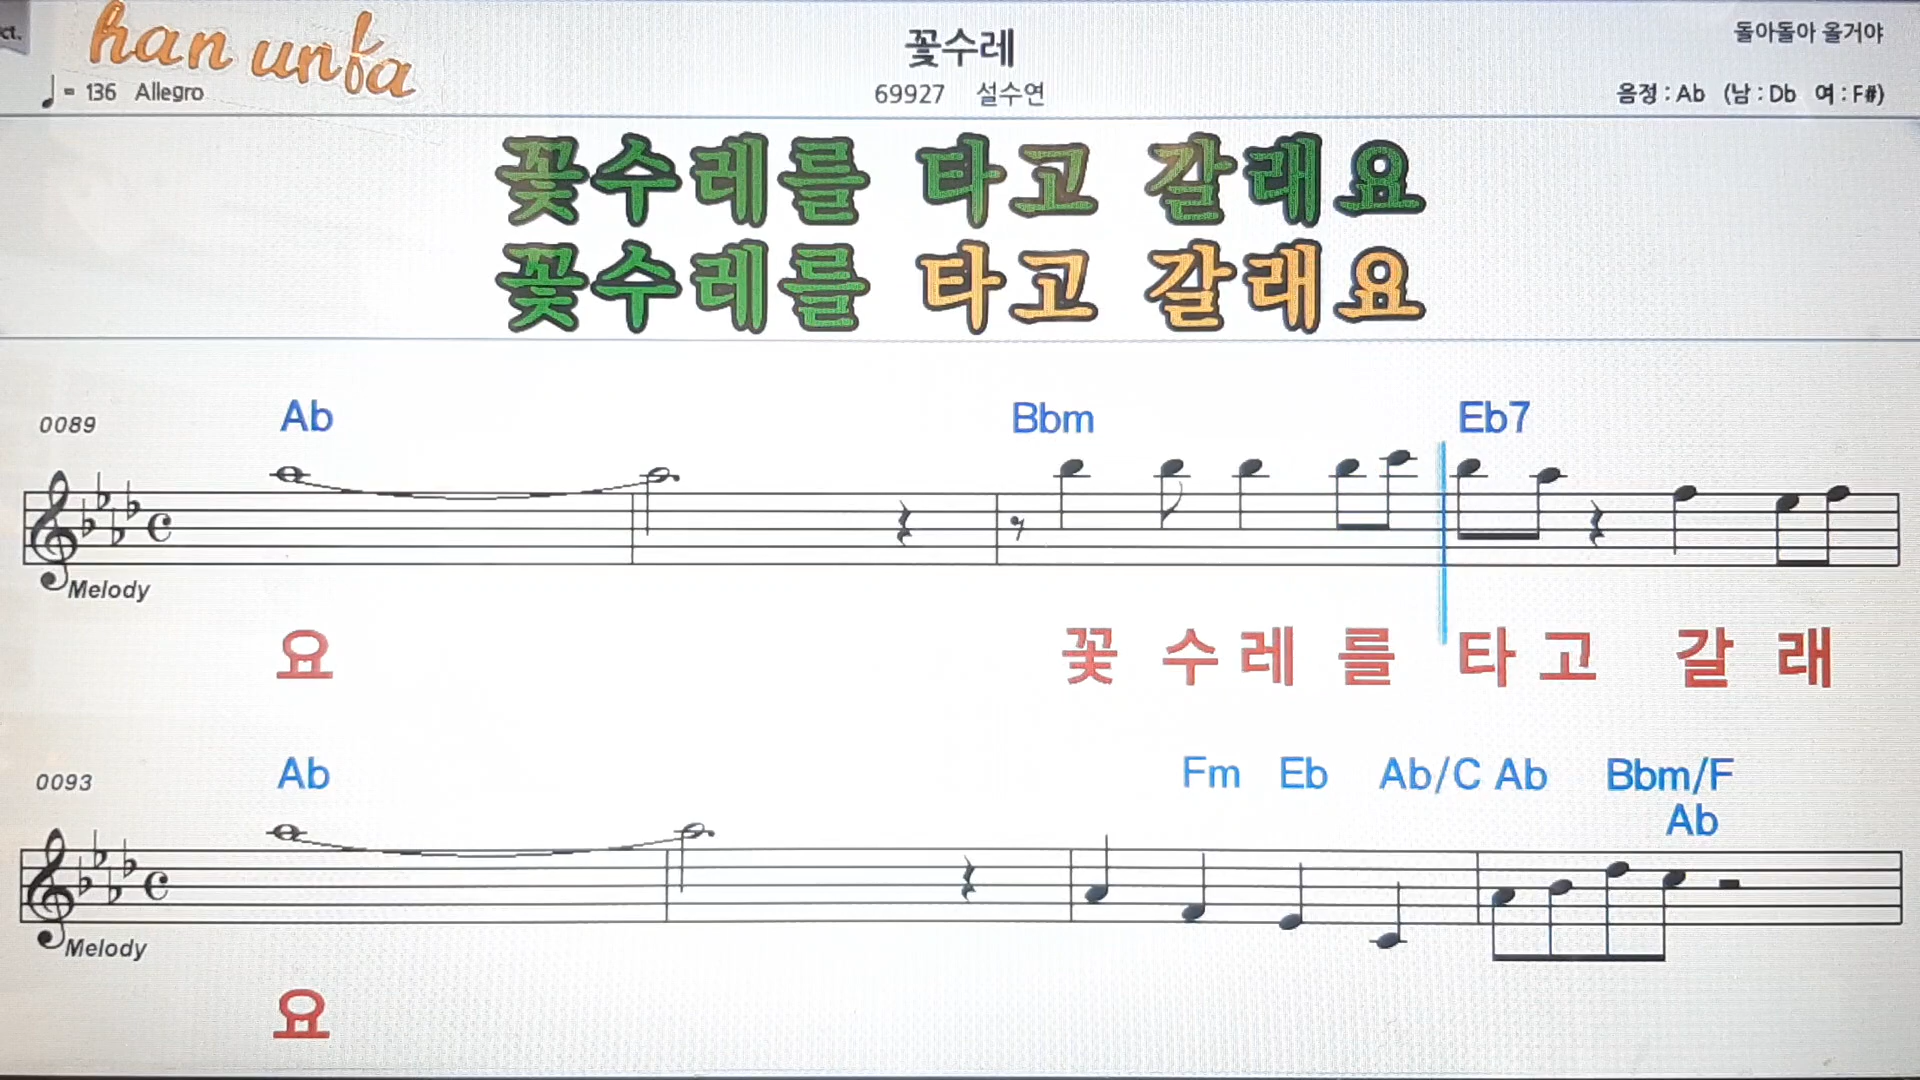 ct.
han unfa
♩= 136 Allegro
꽃수레
69927 설수연
돌아돌아 올거야
음정 : Ab (남 : Db 여 : F#)
꽃수레를 타고 갈래요
꽃수레를 타고 갈래요
0089
Ab Bbm Eb7
Melody
요 꽃 수 레 를 타 고 갈 래
0093
Ab Fm Eb Ab/C Ab Bbm/F
Ab
Melody
요